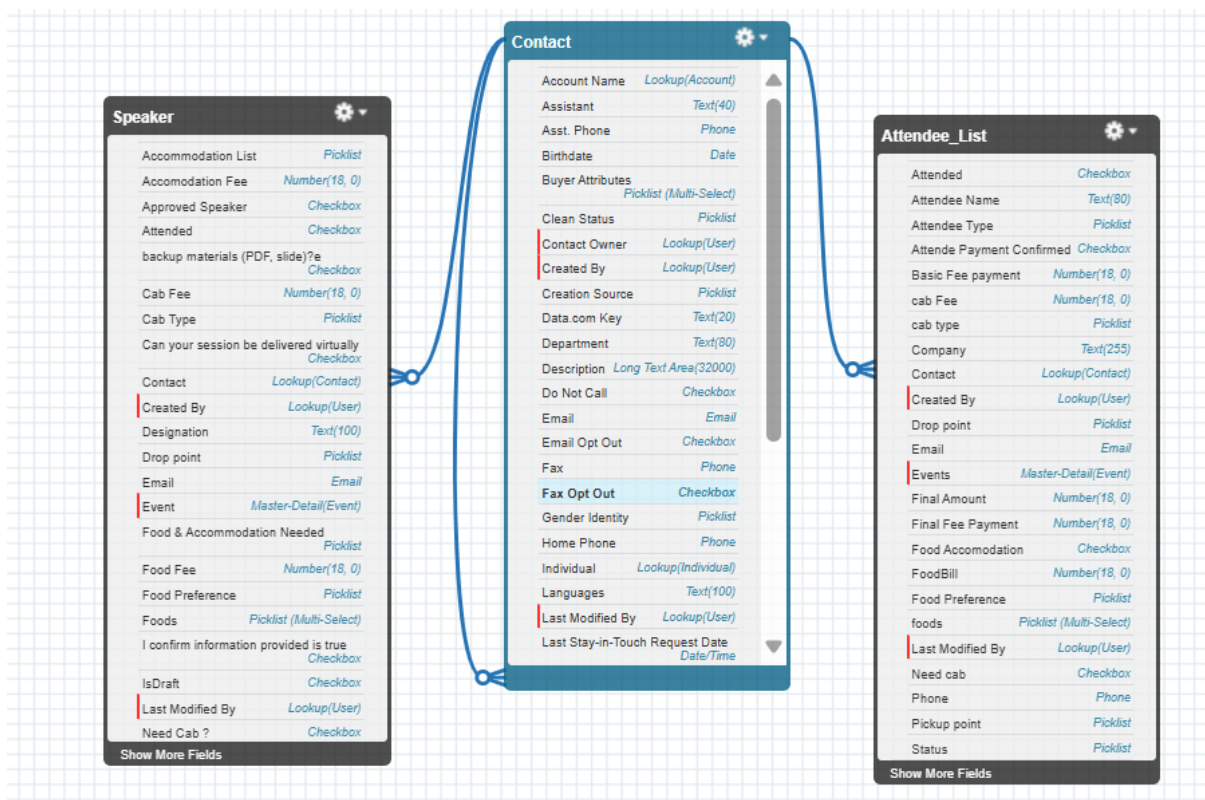 Speaker
Accommodation List Picklist
Accomodation Fee Number(18, 0)
Approved Speaker Checkbox
Attended Checkbox
backup materials (PDF, slide)?e
Checkbox
Cab Fee Number(18, 0)
Cab Type Picklist
Can your session be delivered virtually
Checkbox
Contact Lookup(Contact)
Created By Lookup(User)
Designation Text(100)
Drop point Picklist
Email Email
Event Master-Detail(Event)
Food & Accommodation Needed
Picklist
Food Fee Number(18, 0)
Food Preference Picklist
Foods Picklist (Multi-Select)
I confirm information provided is true
Checkbox
IsDraft Checkbox
Last Modified By Lookup(User)
Need Cab ? Checkbox
Show More Fields
Contact
Account Name Lookup(Account)
Assistant Text(40)
Asst. Phone Phone
Birthdate Date
Buyer Attributes
Picklist (Multi-Select)
Clean Status Picklist
Contact Owner Lookup(User)
Created By Lookup(User)
Creation Source Picklist
Data.com Key Text(20)
Department Text(80)
Description Long Text Area(32000)
Do Not Call Checkbox
Email Email
Email Opt Out Checkbox
Fax Phone
Fax Opt Out Checkbox
Gender Identity Picklist
Home Phone Phone
Individual Lookup(Individual)
Languages Text(100)
Last Modified By Lookup(User)
Last Stay-in-Touch Request Date
Date/Time
Attendee_List
Attended Checkbox
Attendee Name Text(80)
Attendee Type Picklist
Attende Payment Confirmed Checkbox
Basic Fee payment Number(18, 0)
cab Fee Number(18, 0)
cab type Picklist
Company Text(255)
Contact Lookup(Contact)
Created By Lookup(User)
Drop point Picklist
Email Email
Events Master-Detail(Event)
Final Amount Number(18, 0)
Final Fee Payment Number(18, 0)
Food Accomodation Checkbox
FoodBill Number(18, 0)
Food Preference Picklist
foods Picklist (Multi-Select)
Last Modified By Lookup(User)
Need cab Checkbox
Phone Phone
Pickup point Picklist
Status Picklist
Show More Fields